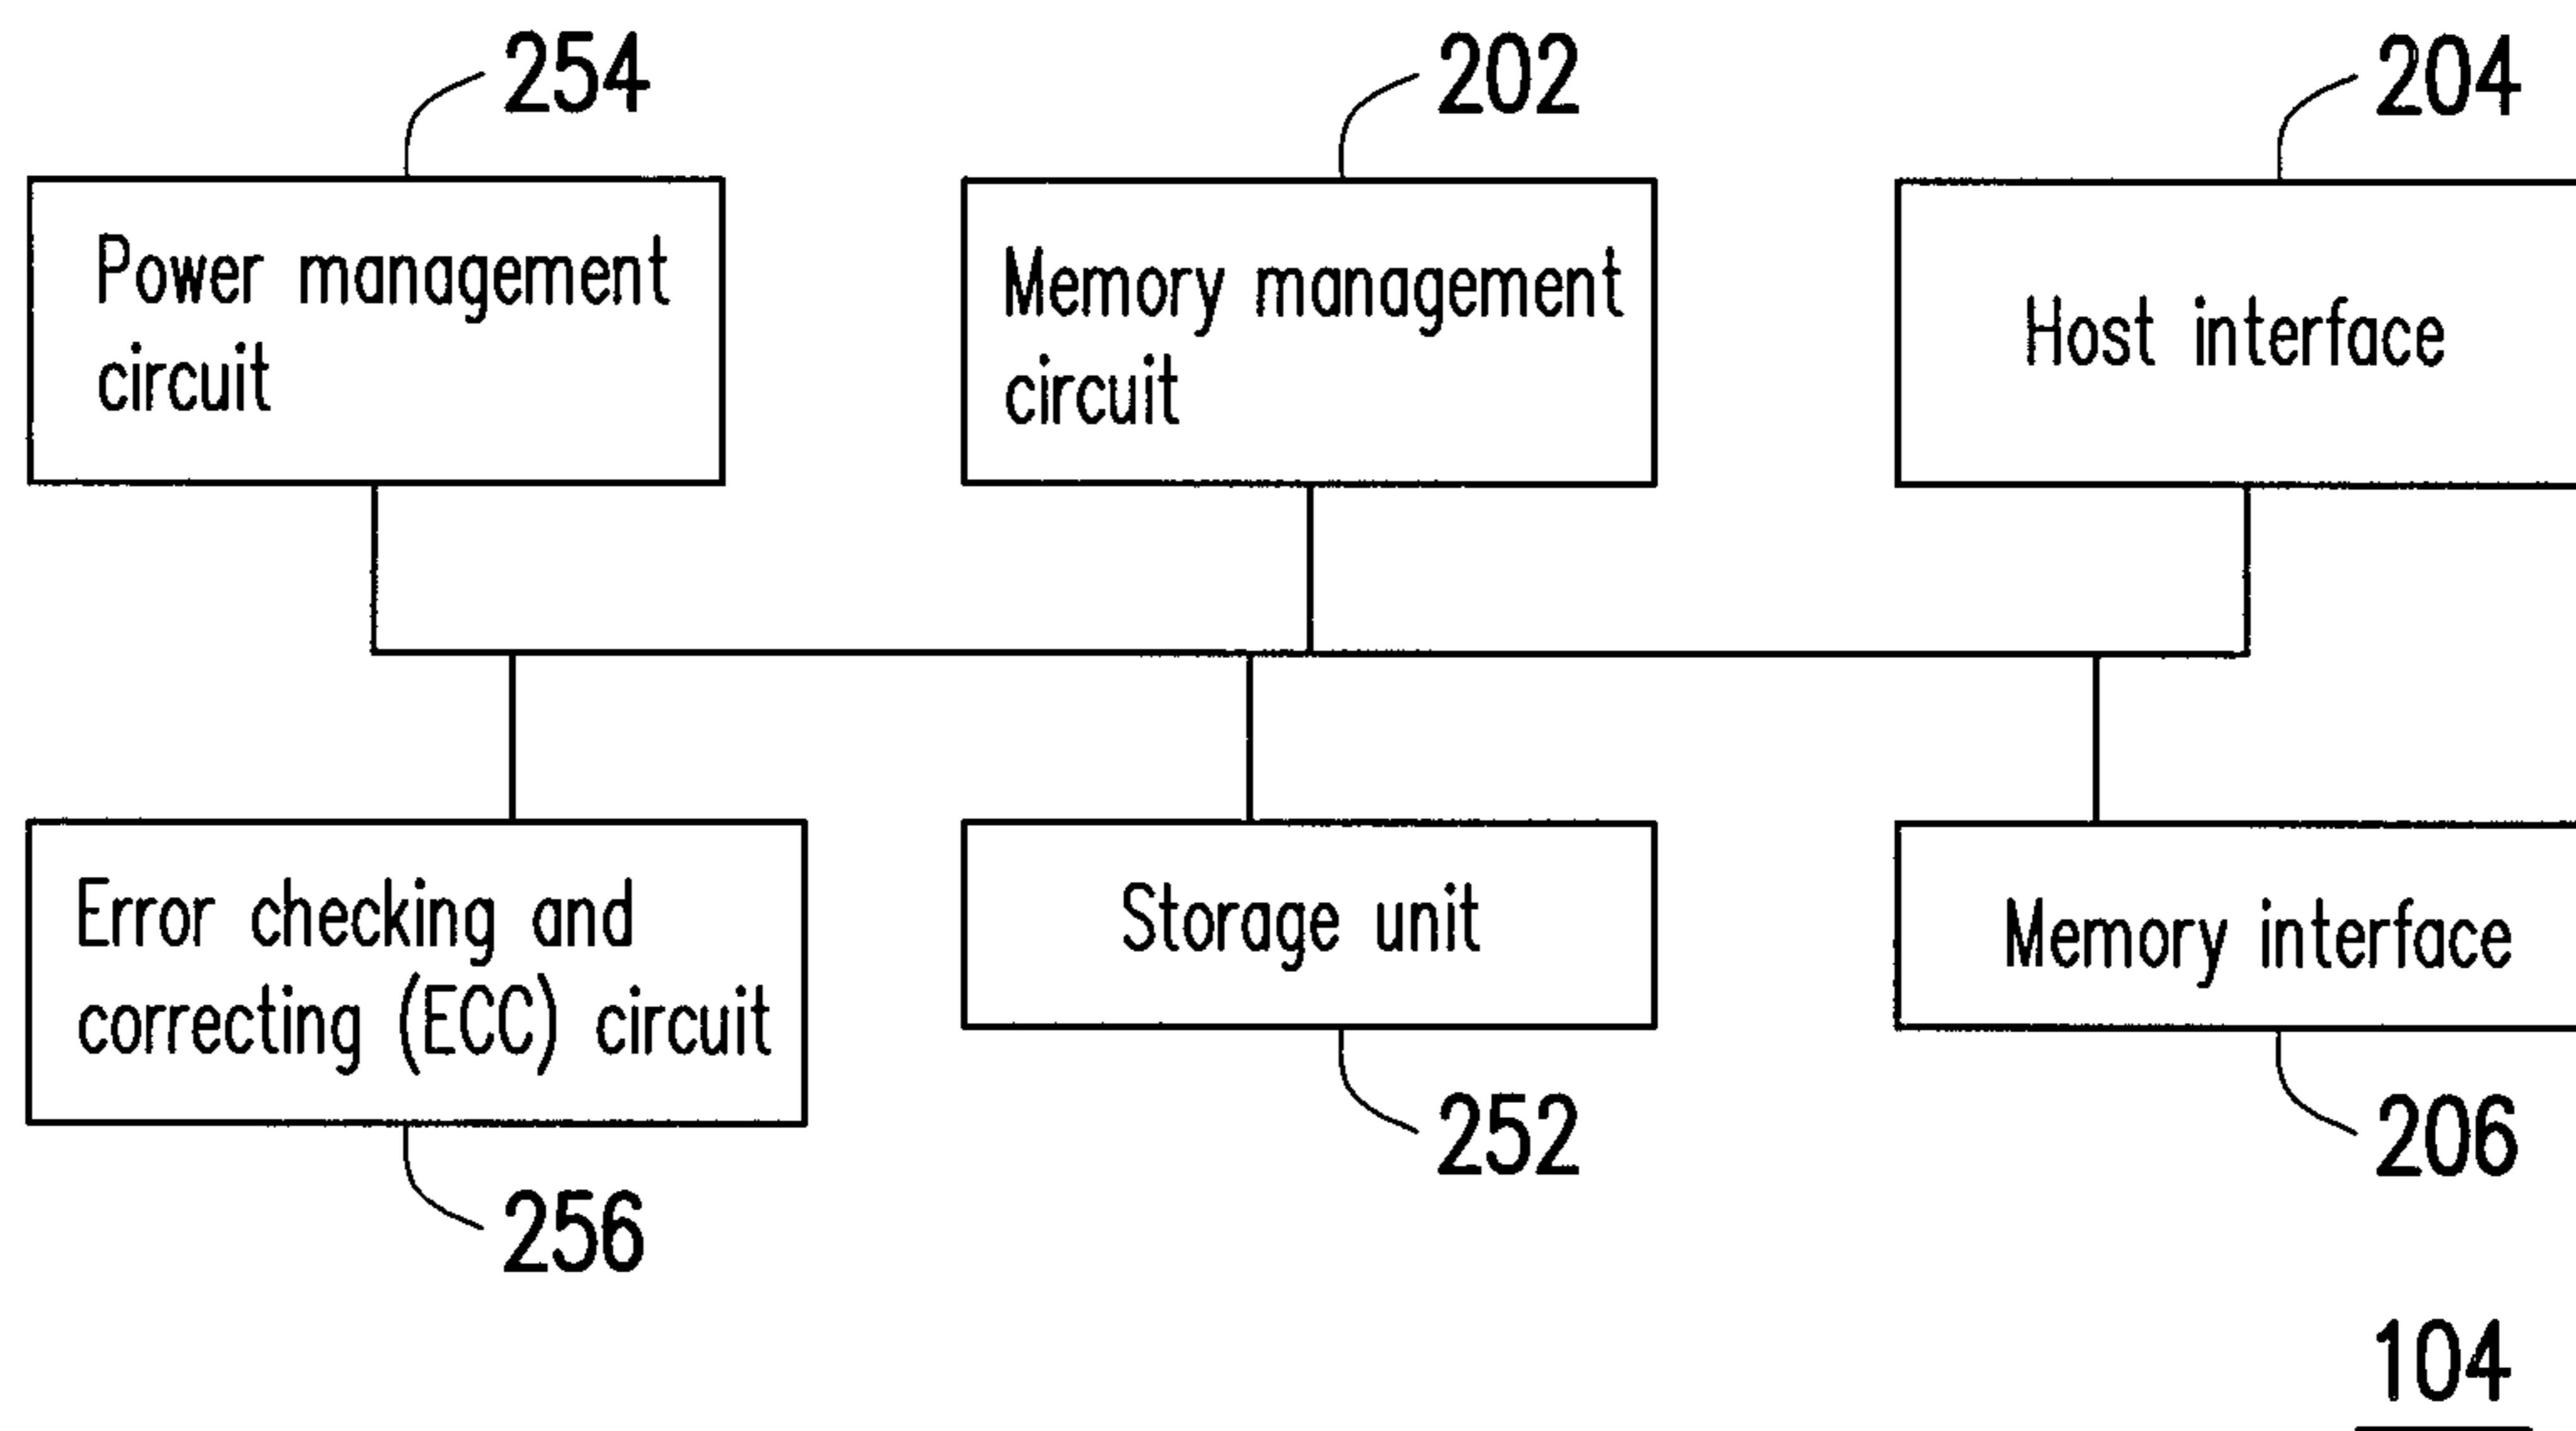 254
202
204
Power management
circuit
Memory management
circuit
Host interface
Error checking and
correcting (ECC) circuit
Storage unit
Memory interface
256
252
206
104